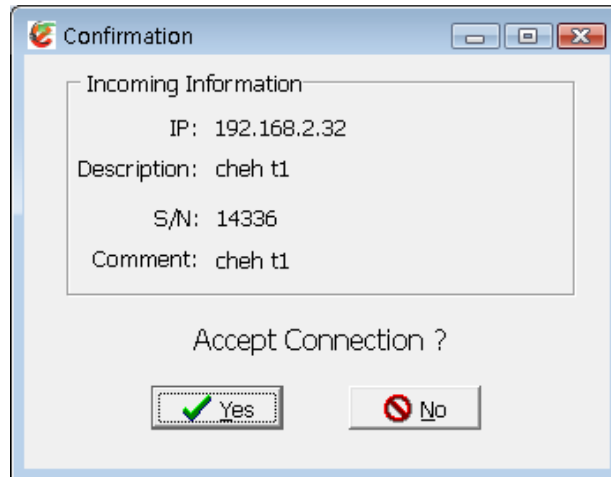 Confirmation
Incoming Information
IP: 192.168.2.32
Description: cheh t1
S/N: 14336
Comment: cheh t1
Accept Connection ?
Yes
No